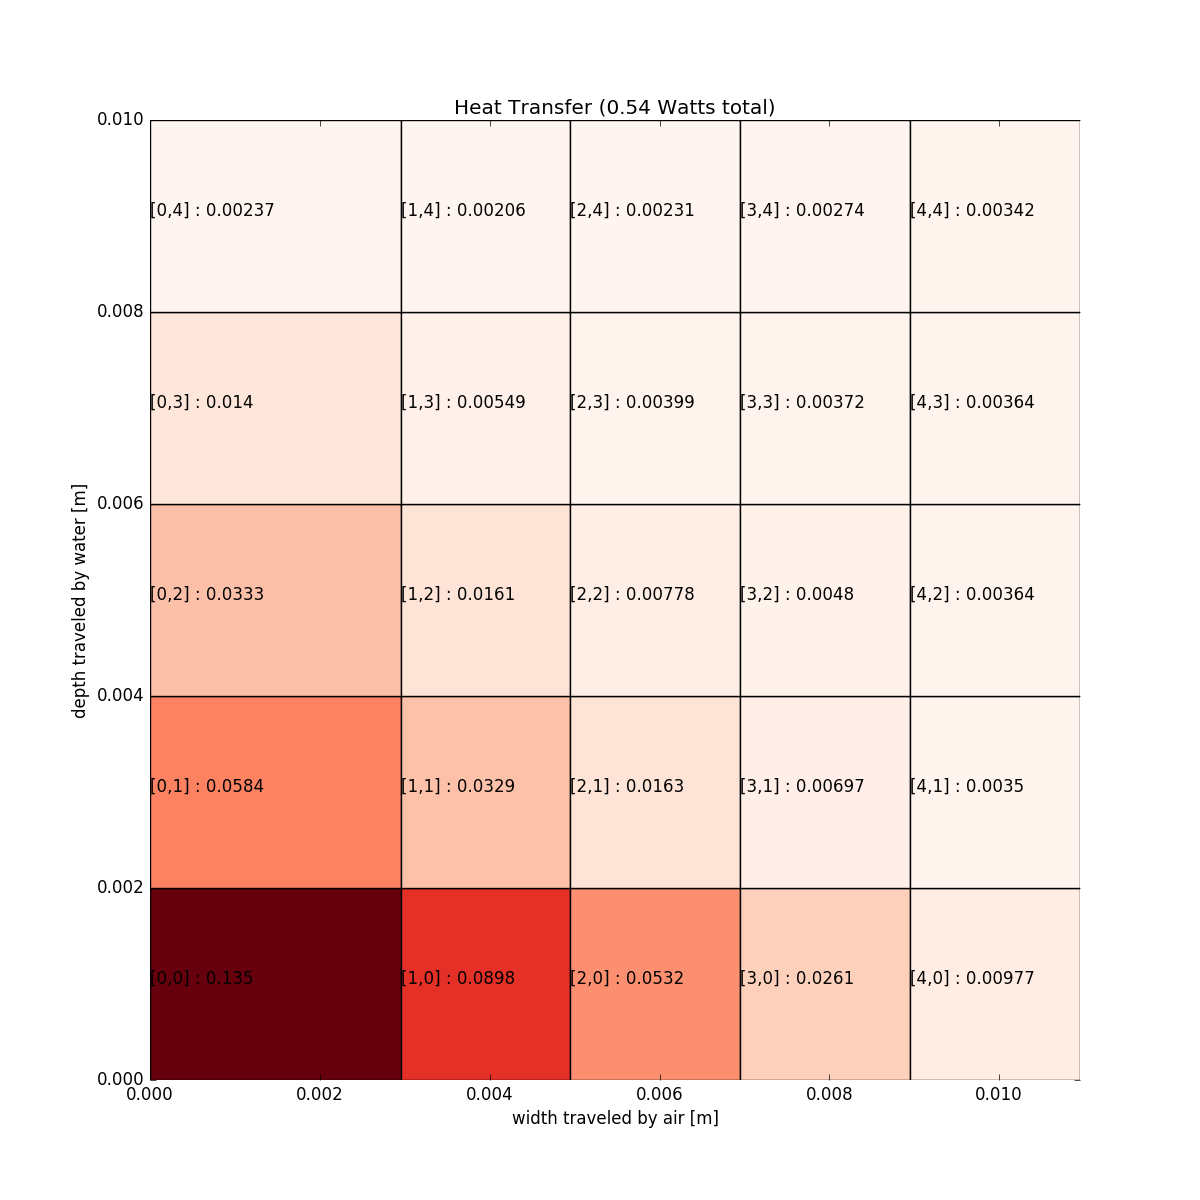 Heat Transfer (0.54 Watts total)
0.010
[0,4] : 0.00237 [1,4] : 0.00206 [2,4] : 0.00231 [3,4] : 0.00274 [4,4] : 0.00342
0.008
[0,3] : 0.014 [1,3] : 0.00549 [2,3] : 0.00399 [3,3] : 0.00372 [4,3] : 0.00364
0.006
[0,2] : 0.0333 [1,2] : 0.0161 [2,2] : 0.00778 [3,2] : 0.0048 [4,2] : 0.00364
depth traveled by water [m]
0.004
[0,1] : 0.0584 [1,1] : 0.0329 [2,1] : 0.0163 [3,1] : 0.00697 [4,1] : 0.0035
0.002
[0,0] : 0.135 [1,0] : 0.0898 [2,0] : 0.0532 [3,0] : 0.0261 [4,0] : 0.00977
0.000
0.000 0.002 0.004 0.006 0.008 0.010
width traveled by air [m]